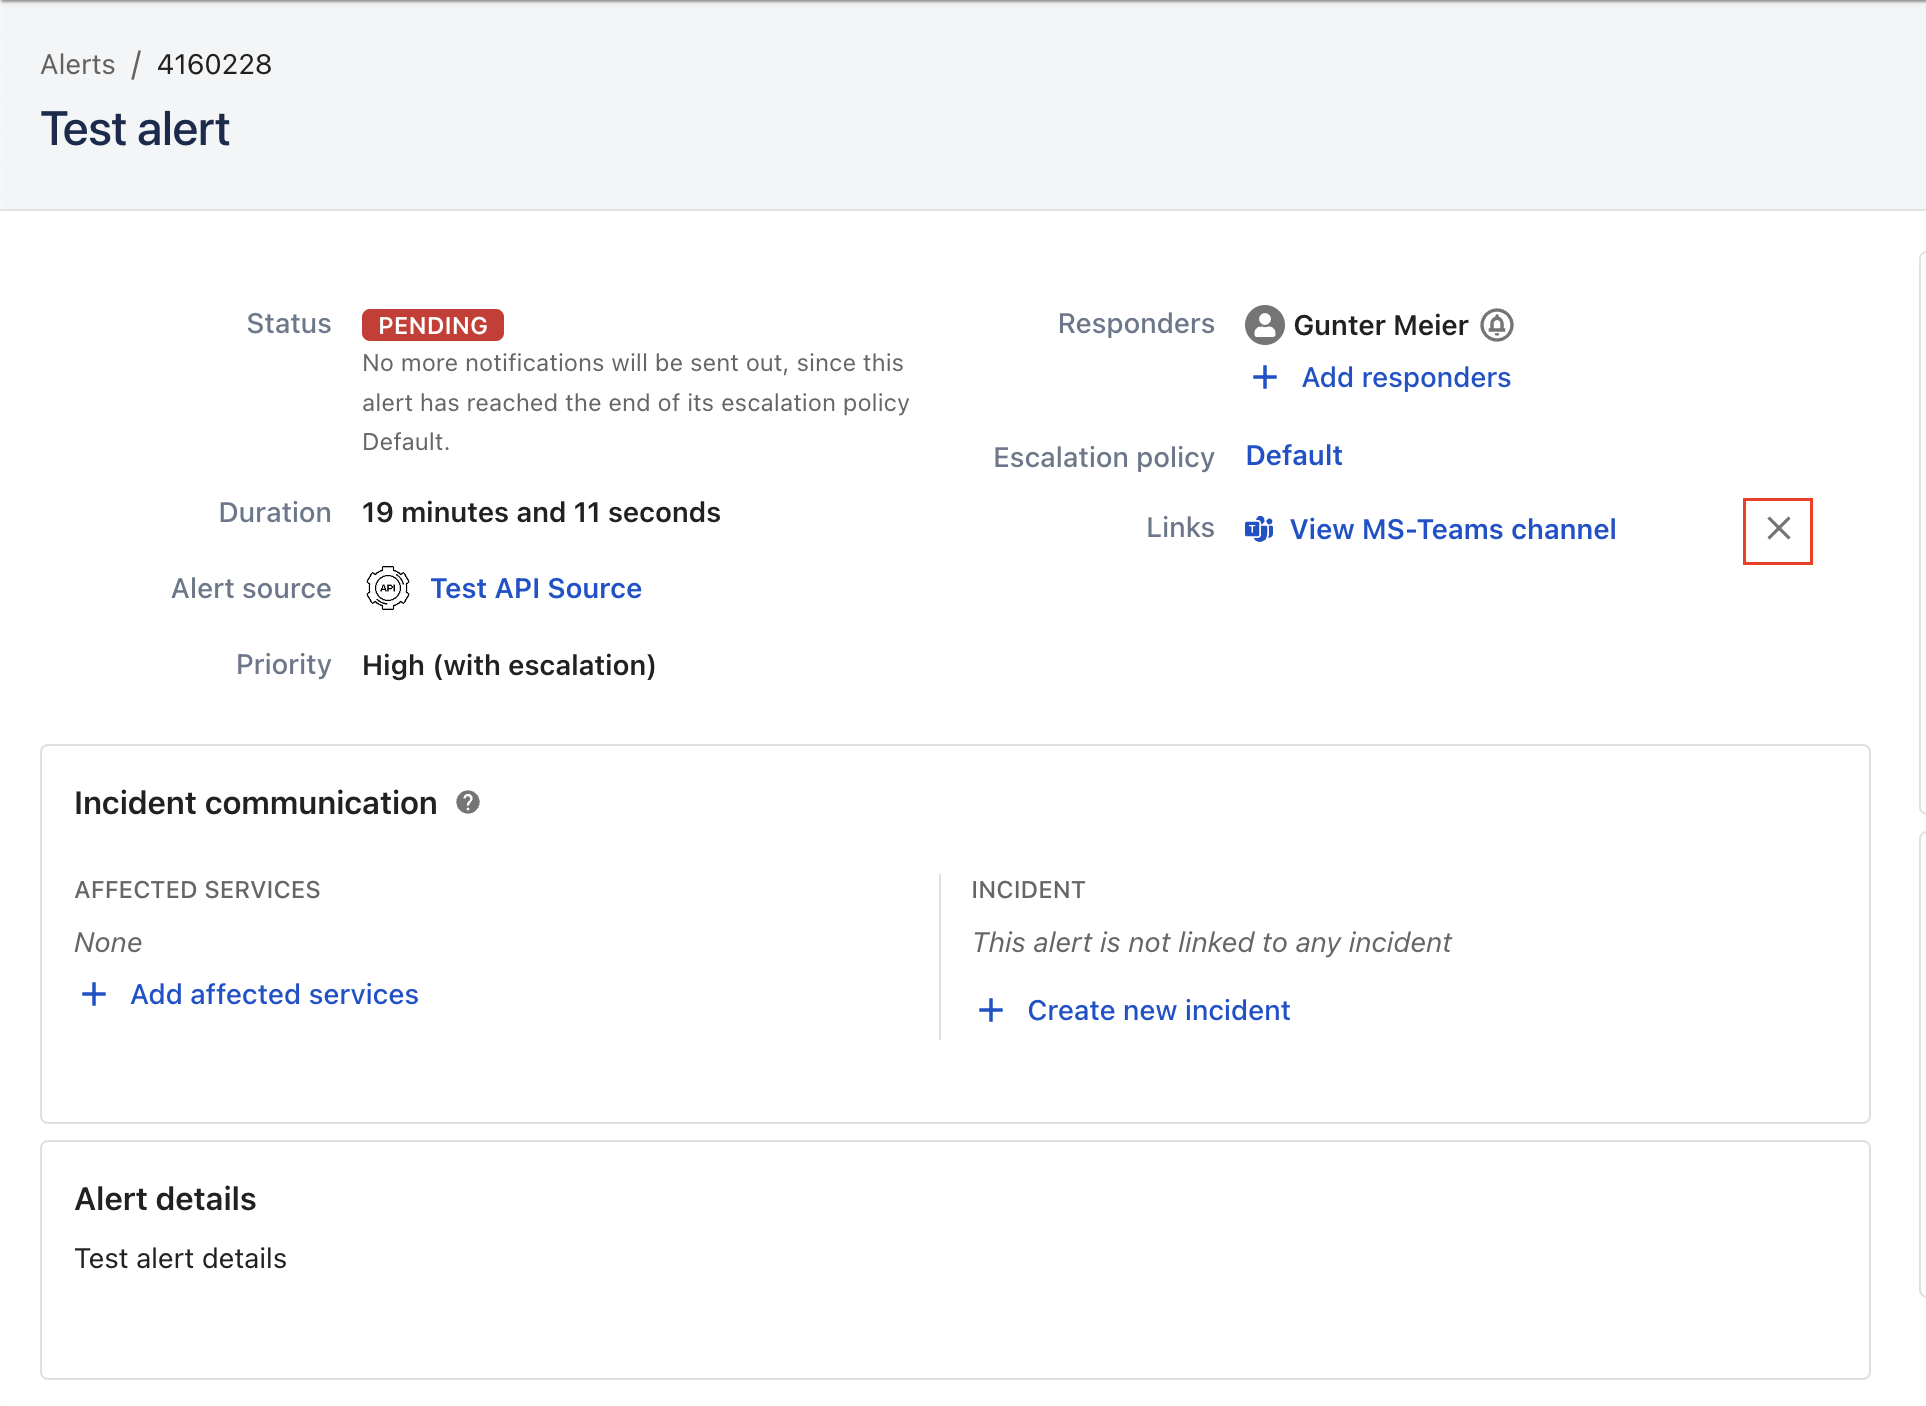 Alerts / 4160228
Test alert
Status
PENDING
No more notifications will be sent out, since this
alert has reached the end of its escalation policy
Default.
Duration
19 minutes and 11 seconds
Alert source
API
Test API Source
Priority
High (with escalation)
Responders
Gunter Meier
+ Add responders
Escalation policy
Default
Links
View MS-Teams channel
Incident communication ?
AFFECTED SERVICES
None
+ Add affected services
INCIDENT
This alert is not linked to any incident
+ Create new incident
Alert details
Test alert details